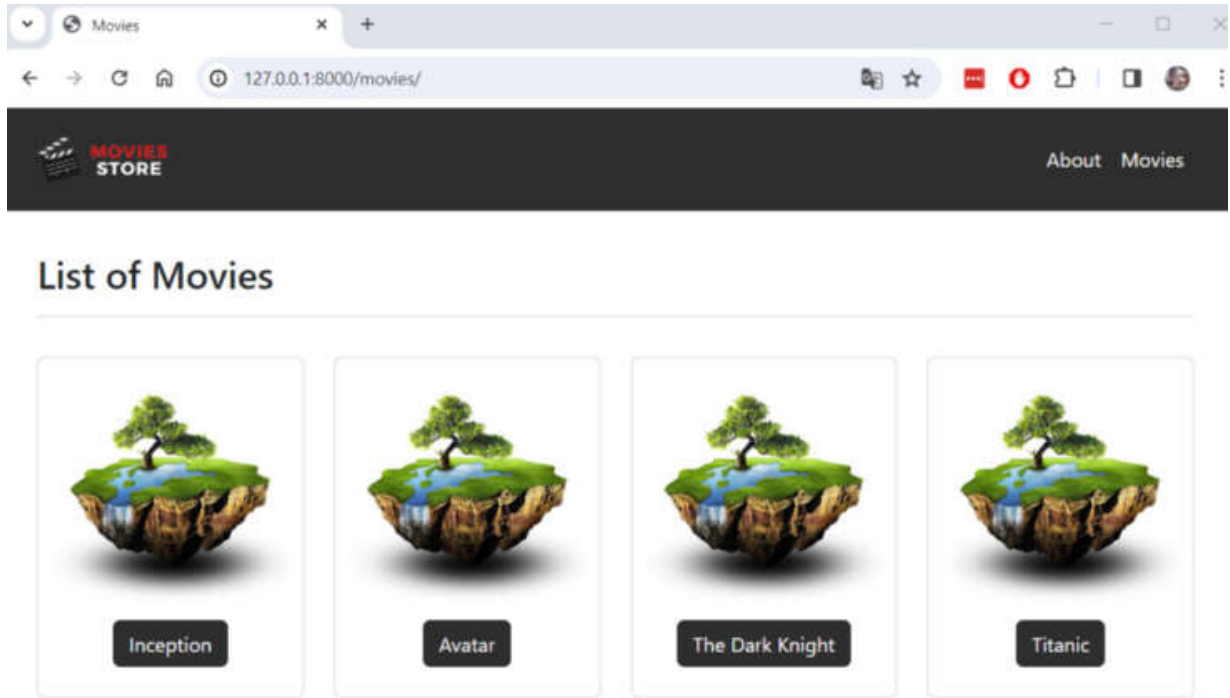 Movies
127.0.0.1:8000/movies/
MOVIES
STORE
About Movies
List of Movies
Inception
Avatar
The Dark Knight
Titanic